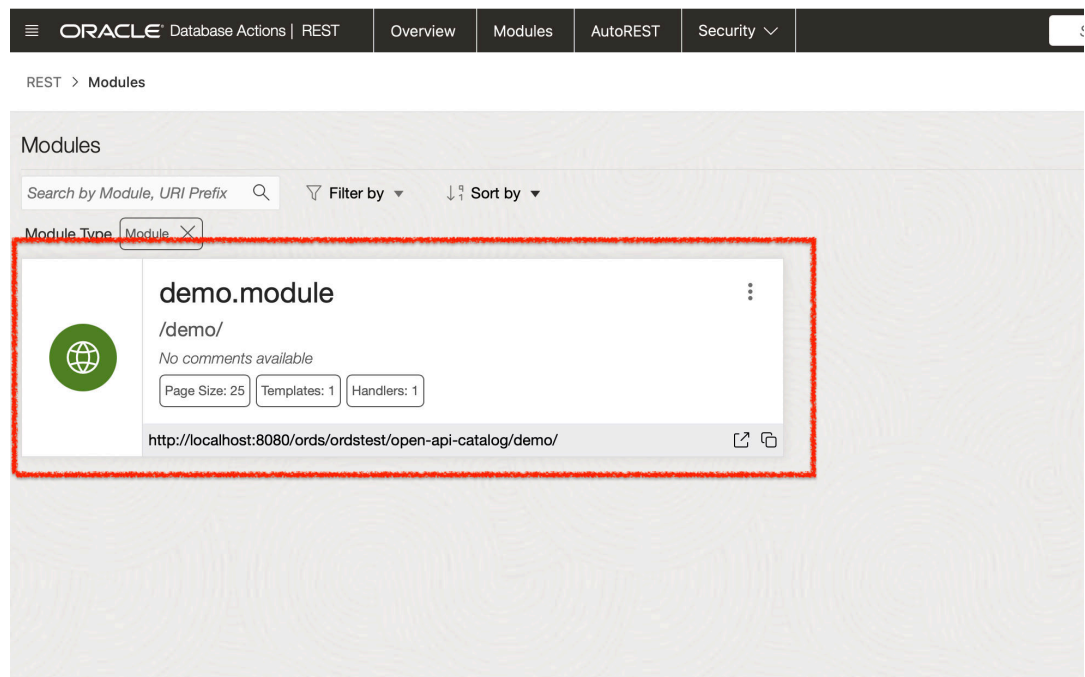 ORACLE Database Actions | REST Overview Modules AutoREST Security
REST > Modules
Modules
Search by Module, URI Prefix Filter by Sort by
Module Type Module
demo.module
/demo/
No comments available
Page Size: 25 Templates: 1 Handlers: 1
http://localhost:8080/ords/ordstest/open-api-catalog/demo/